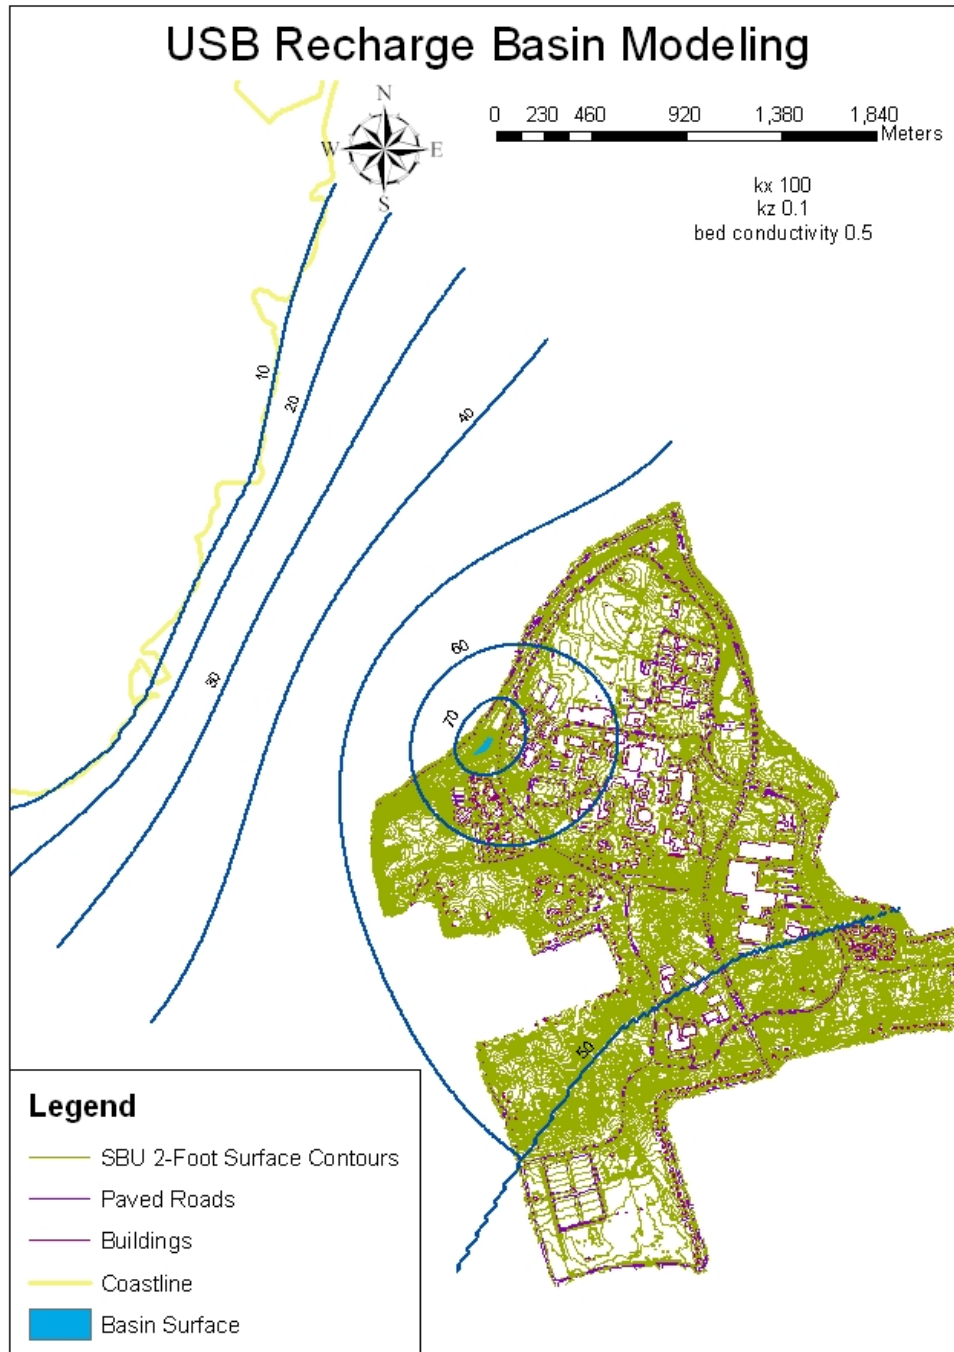 USB Recharge Basin Modeling
N
W E
S
0 230 460 920 1,380 1,840
Meters
kx 100
kz 0.1
bed conductivity 0.5
10
20
40
60
30
70
50
Legend
SBU 2-Foot Surface Contours
Paved Roads
Buildings
Coastline
Basin Surface